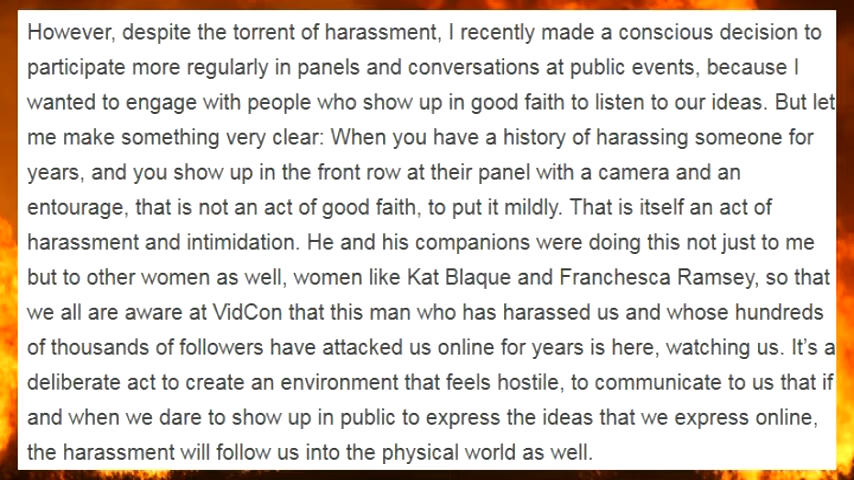 However, despite the torrent of harassment, I recently made a conscious decision to
participate more regularly in panels and conversations at public events, because I
wanted to engage with people who show up in good faith to listen to our ideas. But let
me make something very clear: When you have a history of harassing someone for
years, and you show up in the front row at their panel with a camera and an
entourage, that is not an act of good faith, to put it mildly. That is itself an act of
harassment and intimidation. He and his companions were doing this not just to me
but to other women as well, women like Kat Blaque and Franchesca Ramsey, so that
we all are aware at VidCon that this man who has harassed us and whose hundreds
of thousands of followers have attacked us online for years is here, watching us. It’s a
deliberate act to create an environment that feels hostile, to communicate to us that if
and when we dare to show up in public to express the ideas that we express online,
the harassment will follow us into the physical world as well.